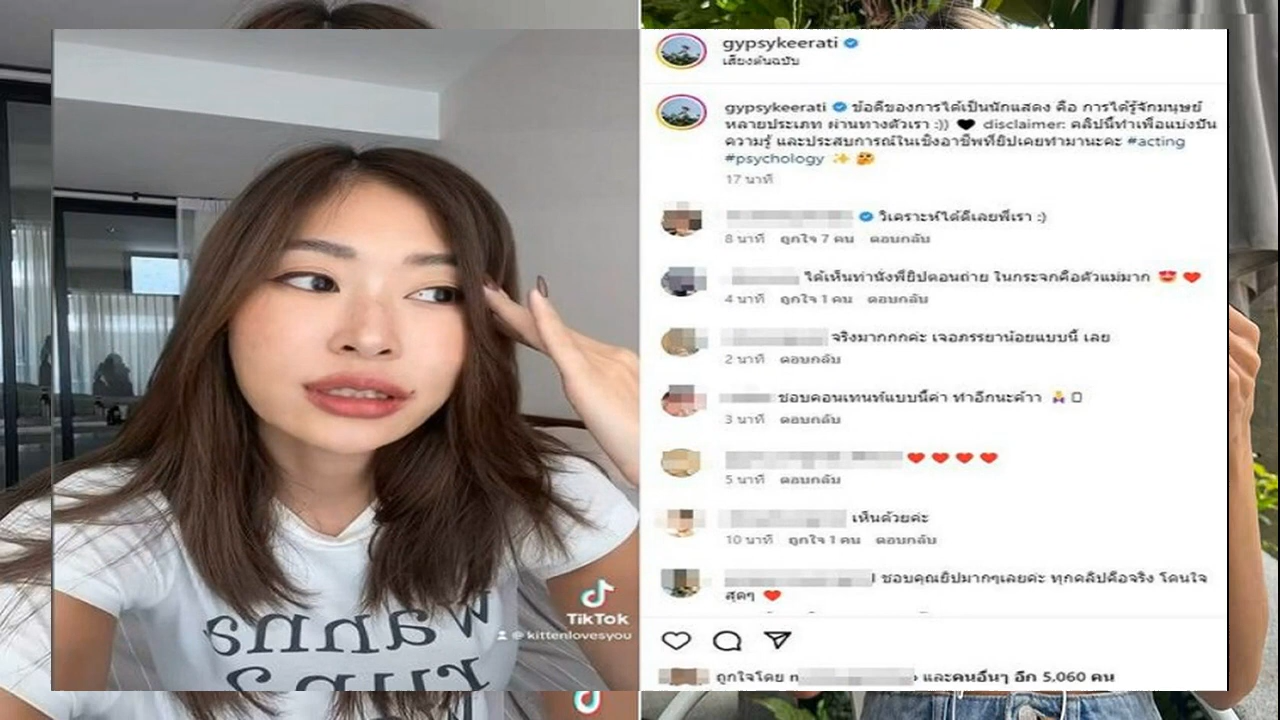 gypsykeerati
เสียงต้นฉบับ
gypsykeerati ข้อดีของการได้เป็นนักแสดง คือ การได้รู้จักมนุษย์
หลายประเภท ผ่านทางตัวเรา :)) 🖤 disclaimer: คลิปนี้ทำเพื่อแบ่งปัน
ความรู้ และประสบการณ์ในเชิงอาชีพที่ยิปเคยทำมานะคะ #acting
#psychology ✨ 🤔
17 นาที
วิเคราะห์ได้ดีเลยพี่เรา :)
8 นาที ถูกใจ 7 คน ตอบกลับ
ได้เห็นท่านั่งพี่ยิปตอนถ่าย ในกระจกคือตัวแม่มาก 😍 ❤️
4 นาที ถูกใจ 1 คน ตอบกลับ
จริงมากกกค่ะ เจอภรรยาน้อยแบบนี้ เลย
2 นาที ตอบกลับ
ชอบคอนเทนท์แบบนี้ค่า ทำอีกนะค้าา
3 นาที ตอบกลับ
❤️ ❤️ ❤️ ❤️
5 นาที ตอบกลับ
เห็นด้วยค่ะ
10 นาที ถูกใจ 1 คน ตอบกลับ
ชอบคุณยิปมากๆเลยค่ะ ทุกคลิปคือจริง โดนใจ
สุดๆ ❤️
ถูกใจโดย และคนอื่นๆ อีก 5,060 คน
wanna
TikTok
@kittenlovesyou